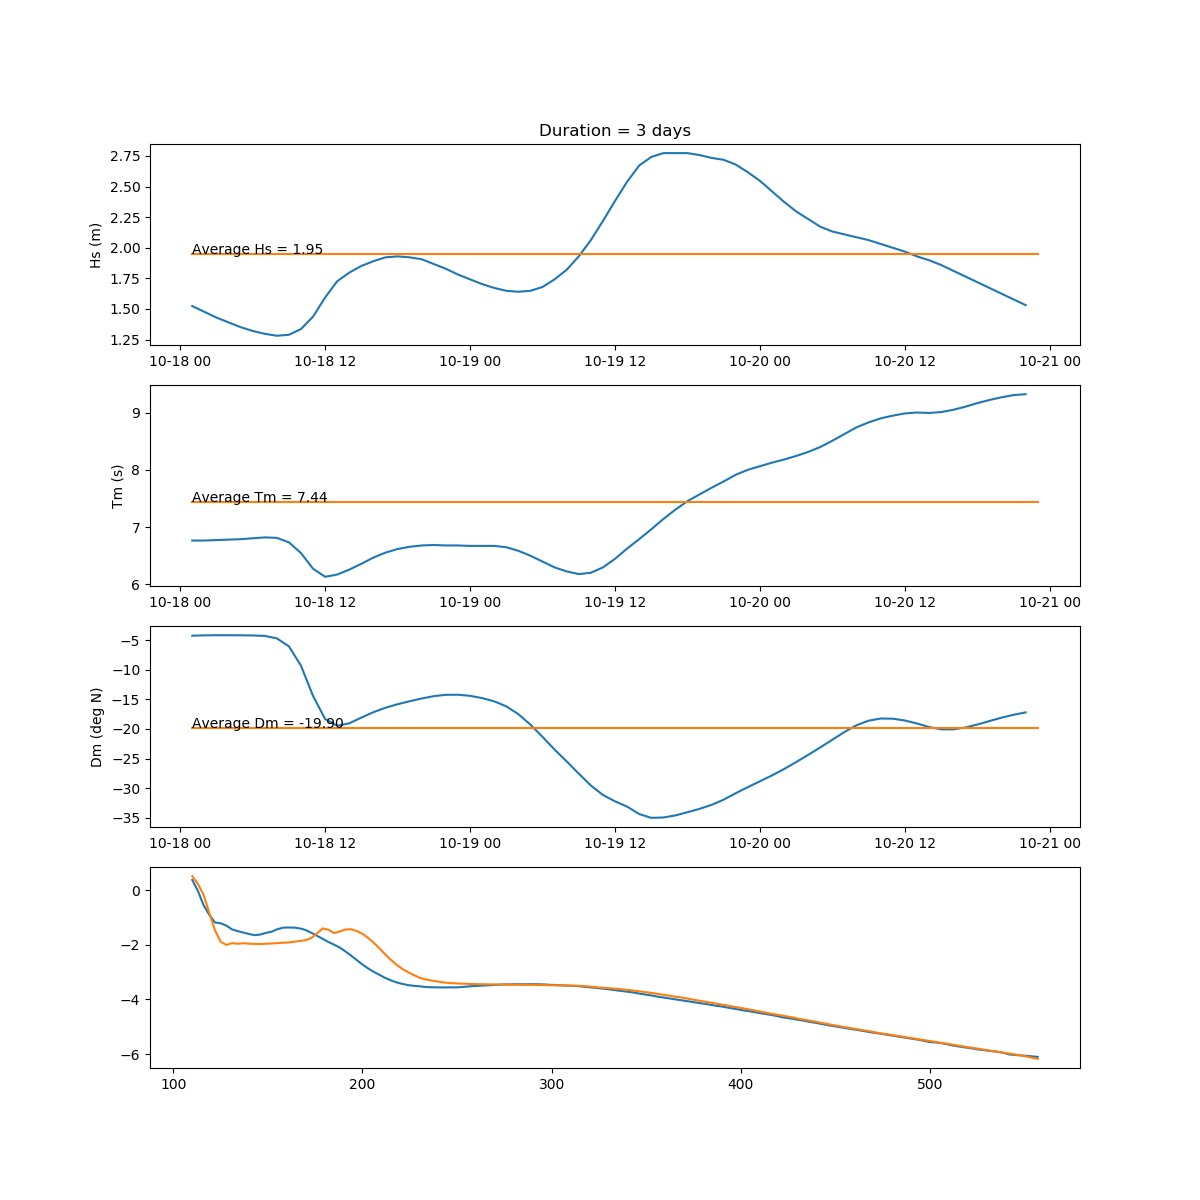 Duration = 3 days
Hs (m)
2.75
2.50
2.25
2.00
1.75
1.50
1.25
Average Hs = 1.95
10-18 00 10-18 12 10-19 00 10-19 12 10-20 00 10-20 12 10-21 00
Tm (s)
9
8
7
6
Average Tm = 7.44
10-18 00 10-18 12 10-19 00 10-19 12 10-20 00 10-20 12 10-21 00
Dm (deg N)
−5
−10
−15
−20
−25
−30
−35
Average Dm = -19.90
10-18 00 10-18 12 10-19 00 10-19 12 10-20 00 10-20 12 10-21 00
0
−2
−4
−6
100 200 300 400 500